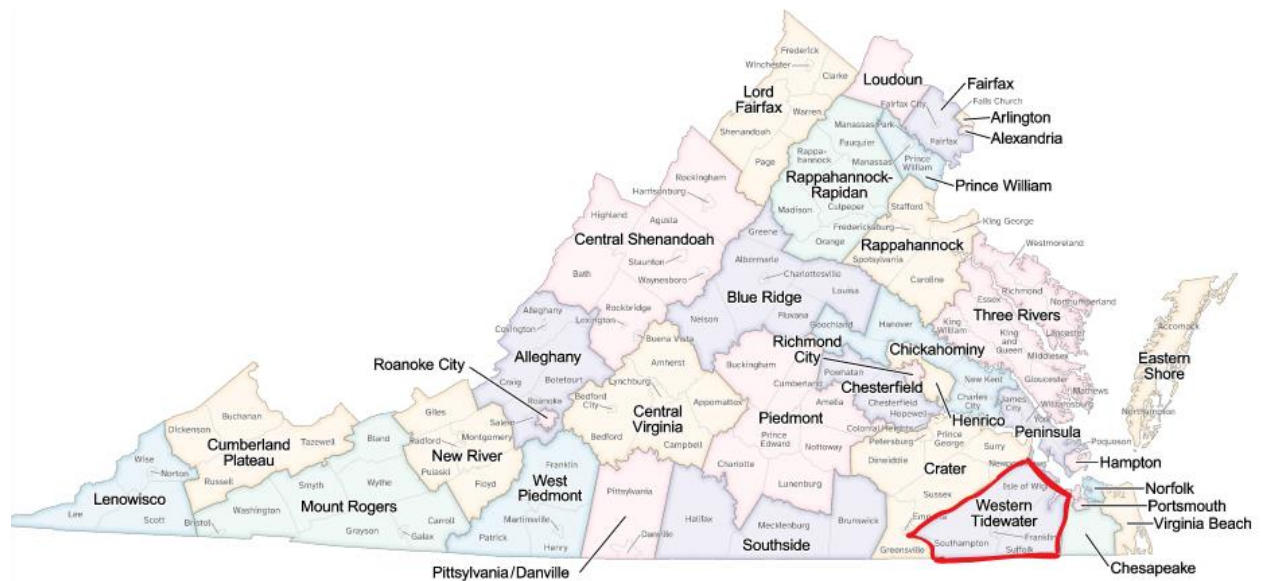 Frederick
Winchester
Clarke
Lord
Fairfax
Warren
Shenandoah
Page
Loudoun
Fairfax
Fairfax City
Falls Church
Arlington
Alexandria
Fairfax
Manassas Park
Fauquier
Rappa-
hannock
Manassas
Prince
William
Prince William
Rappahannock-
Rapidan
Madison
Culpeper
Orange
Stafford
King George
Fredericksburg
Rappahannock
Spotsylvania
Caroline
Rockingham
Harrisonburg
Highland
Agusta
Central Shenandoah
Staunton
Bath
Waynesboro
Rockbridge
Lexington
Buena Vista
Greene
Albermarle
Charlottesville
Blue Ridge
Louisa
Nelson
Fluvana
Westmoreland
Richmond
Essex
Northumberland
Three Rivers
King
William
King
and
Queen
Lancaster
Middlesex
Gloucester
Mathews
Accomack
Eastern
Shore
Northampton
Goochland
Hanover
Richmond
City
Chickahominy
New Kent
Charles
City
James
City
Williamsburg
York
Peninsula
Poquoson
Hampton
Henrico
Powhatan
Chesterfield
Chesterfield
Hopewell
Colonial Heights
Alleghany
Covington
Alleghany
Craig
Botetourt
Roanoke City
Roanoke
Salem
Amherst
Lynchburg
Bedford
City
Appomattox
Central
Virginia
Bedford
Campbell
Buckingham
Cumberland
Amelia
Piedmont
Prince
Edward
Nottoway
Charlotte
Lunenburg
Petersburg
Prince
George
Surry
Dinwiddie
Crater
Sussex
Greensville
Isle of Wig
Western
Tidewater
Franklin
Southampton
Suffolk
Norfolk
Portsmouth
Virginia Beach
Chesapeake
Buchanan
Dickenson
Cumberland
Plateau
Tazewell
Russell
Wise
Norton
Lenowisco
Lee
Scott
Bristol
Giles
Radford
Montgomery
New River
Pulaski
Floyd
Bland
Smyth
Wythe
Washington
Mount Rogers
Grayson
Carroll
Galax
Franklin
West
Piedmont
Martinsville
Patrick
Henry
Pittsylvania
Danville
Pittsylvania/Danville
Halifax
Mecklenburg
Brunswick
Southside